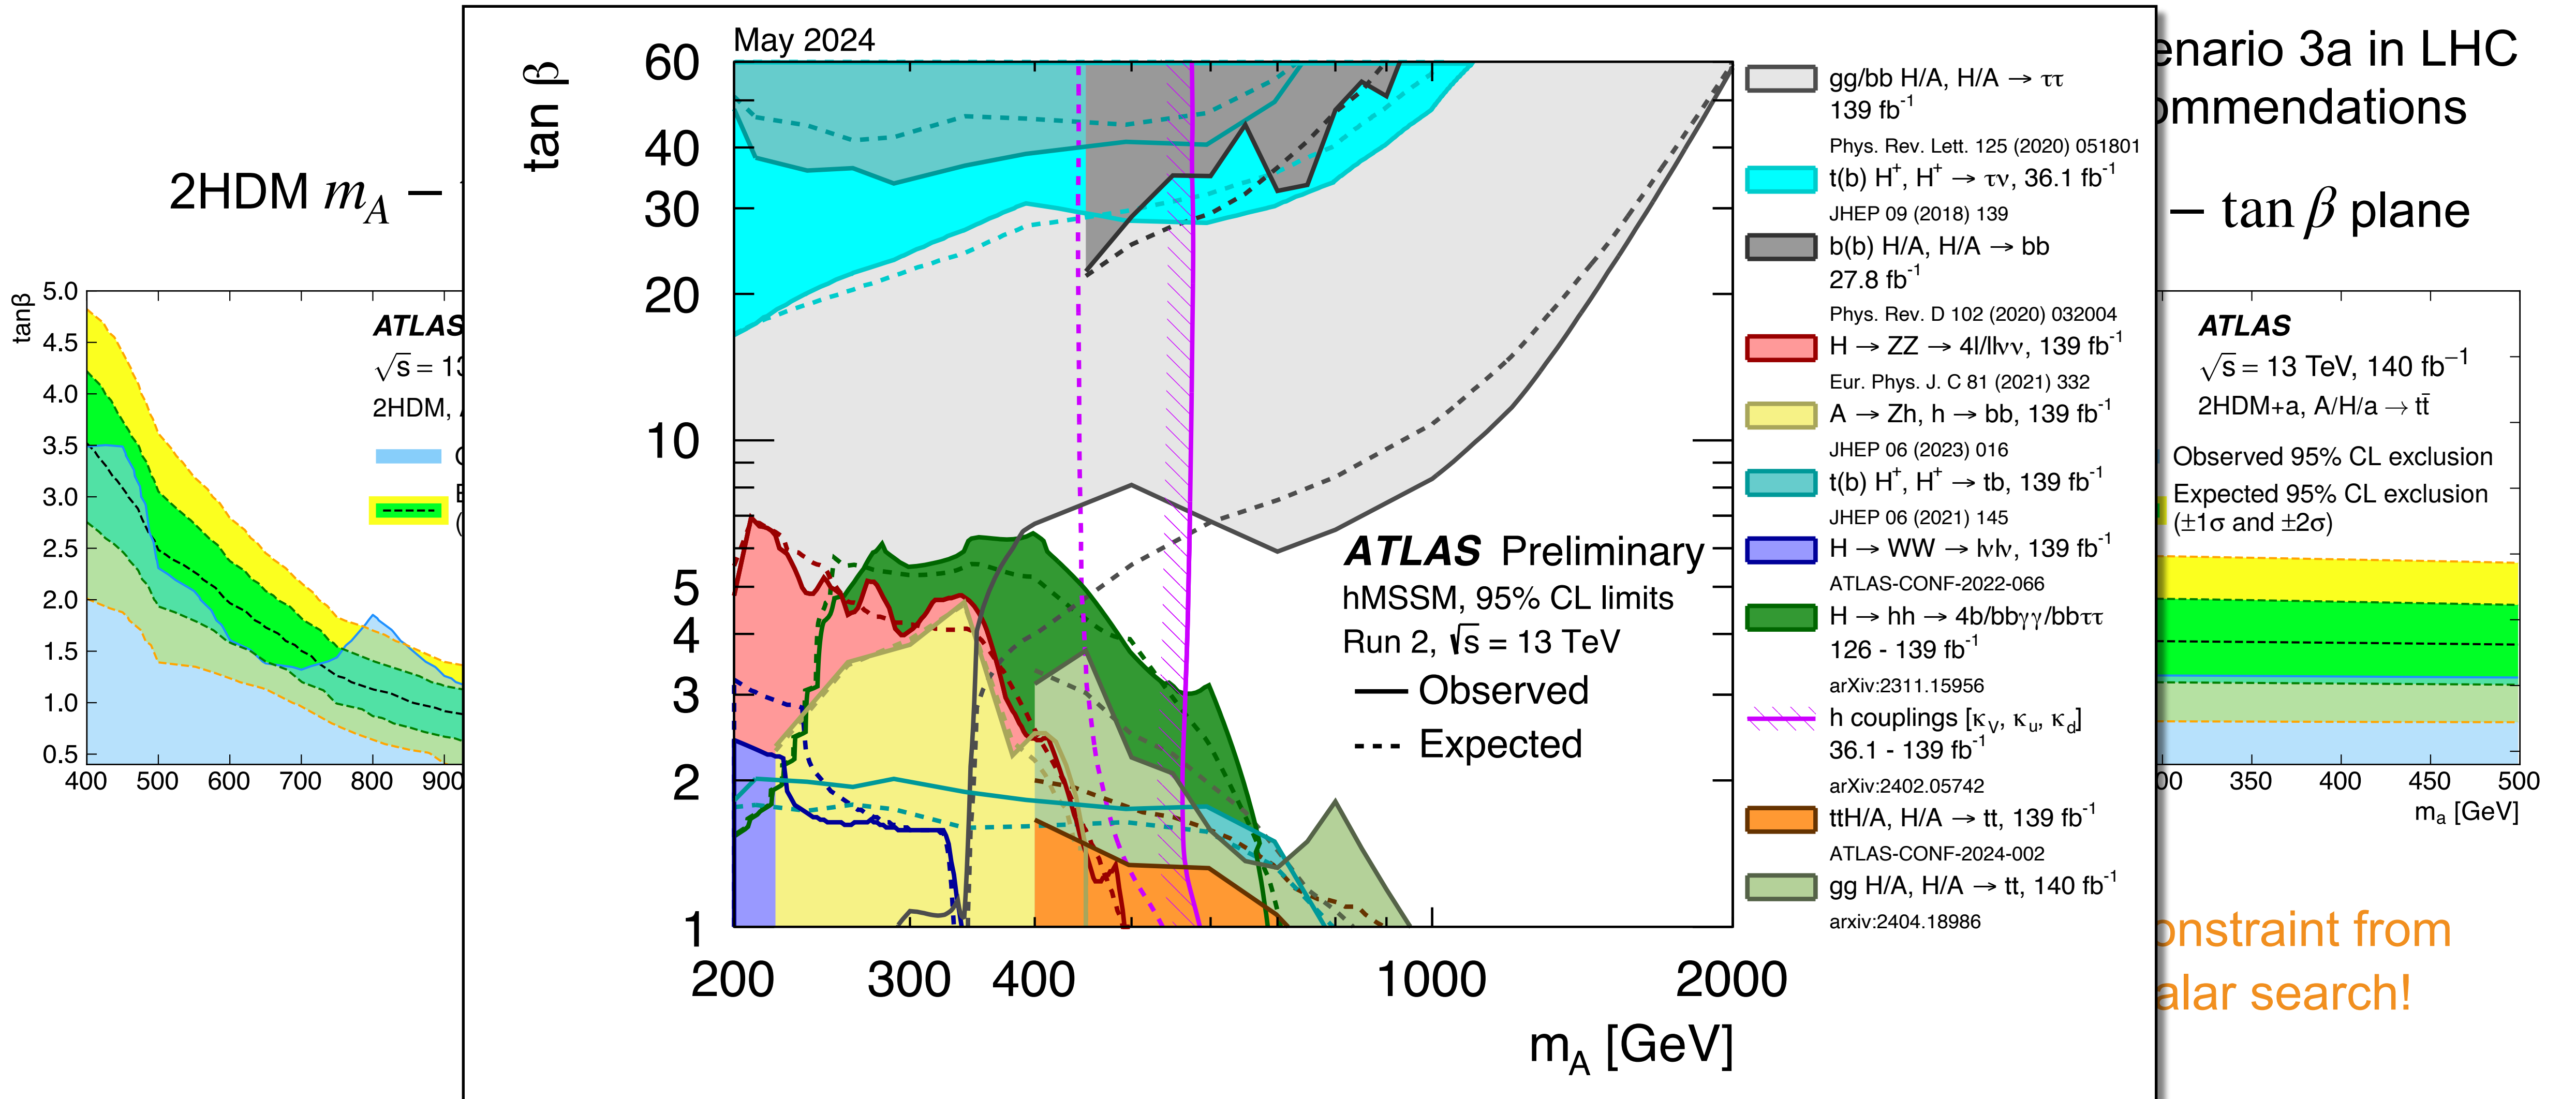 2HDM m_A –
tanβ
5.0
4.5
4.0
3.5
3.0
2.5
2.0
1.5
1.0
0.5
400 500 600 700 800 900
ATLAS
√s = 13
2HDM,
May 2024
tan β
60
40
30
20
10
5
4
3
2
1
200 300 400 1000 2000
m_A [GeV]
ATLAS Preliminary
hMSSM, 95% CL limits
Run 2, √s = 13 TeV
Observed
Expected
gg/bb H/A, H/A → ττ
139 fb⁻¹
Phys. Rev. Lett. 125 (2020) 051801
t(b) H⁺, H⁺ → τν, 36.1 fb⁻¹
JHEP 09 (2018) 139
b(b) H/A, H/A → bb
27.8 fb⁻¹
Phys. Rev. D 102 (2020) 032004
H → ZZ → 4l/llνν, 139 fb⁻¹
Eur. Phys. J. C 81 (2021) 332
A → Zh, h → bb, 139 fb⁻¹
JHEP 06 (2023) 016
t(b) H⁺, H⁺ → tb, 139 fb⁻¹
JHEP 06 (2021) 145
H → WW → lνlν, 139 fb⁻¹
ATLAS-CONF-2022-066
H → hh → 4b/bbγγ/bbττ
126 - 139 fb⁻¹
arXiv:2311.15956
h couplings [κ_V, κ_u, κ_d]
36.1 - 139 fb⁻¹
arXiv:2402.05742
ttH/A, H/A → tt, 139 fb⁻¹
ATLAS-CONF-2024-002
gg H/A, H/A → tt, 140 fb⁻¹
arxiv:2404.18986
enario 3a in LHC
ommendations
– tan β plane
ATLAS
√s = 13 TeV, 140 fb⁻¹
2HDM+a, A/H/a → tt̄
Observed 95% CL exclusion
Expected 95% CL exclusion
(±1σ and ±2σ)
00 350 400 450 500
m_a [GeV]
onstraint from
alar search!